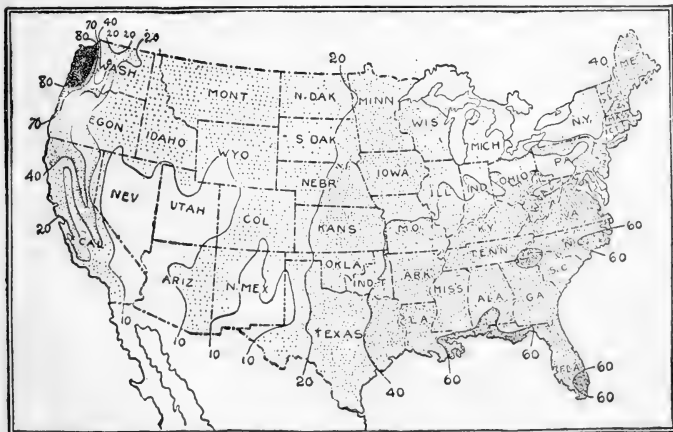 70 40
20 20 20
80
WASH.
80
MONT
N. DAK
20
MINN
40
ME
70
EGON
IDAHO
WYO
S. DAK
WIS
MICH
N.Y.
40
NEV
UTAH
COL
NEBR
IOWA
ILL
IND
OHIO
PA
20
CAL
KANS
MO.
KY
VA
60
ARIZ
N. MEX
OKLA
IND. T
ARK
TENN
N.C.
60
S.C.
TEXAS
LA
MISS
ALA
GA
10
10
10
10
20
40
60
60
FLA
60
60